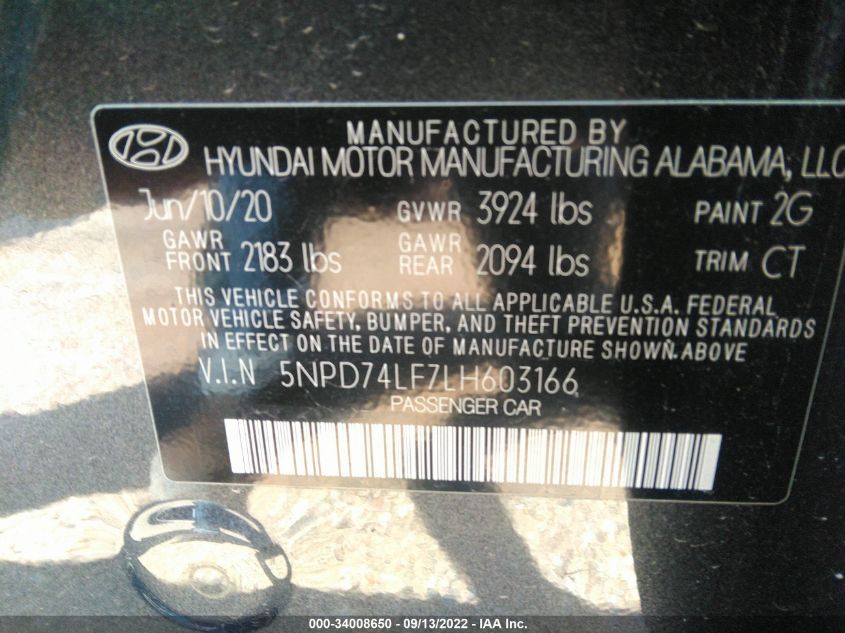 MANUFACTURED BY
HYUNDAI MOTOR MANUFACTURING ALABAMA, LLC
Jun/10/20 GVWR 3924 lbs PAINT 2G
GAWR FRONT 2183 lbs GAWR REAR 2094 lbs TRIM CT
THIS VEHICLE CONFORMS TO ALL APPLICABLE U.S.A. FEDERAL
MOTOR VEHICLE SAFETY, BUMPER, AND THEFT PREVENTION STANDARDS
IN EFFECT ON THE DATE OF MANUFACTURE SHOWN ABOVE
V.I.N 5NPD74LF7LH603166
PASSENGER CAR
000-34008650 - 09/13/2022 - IAA Inc.